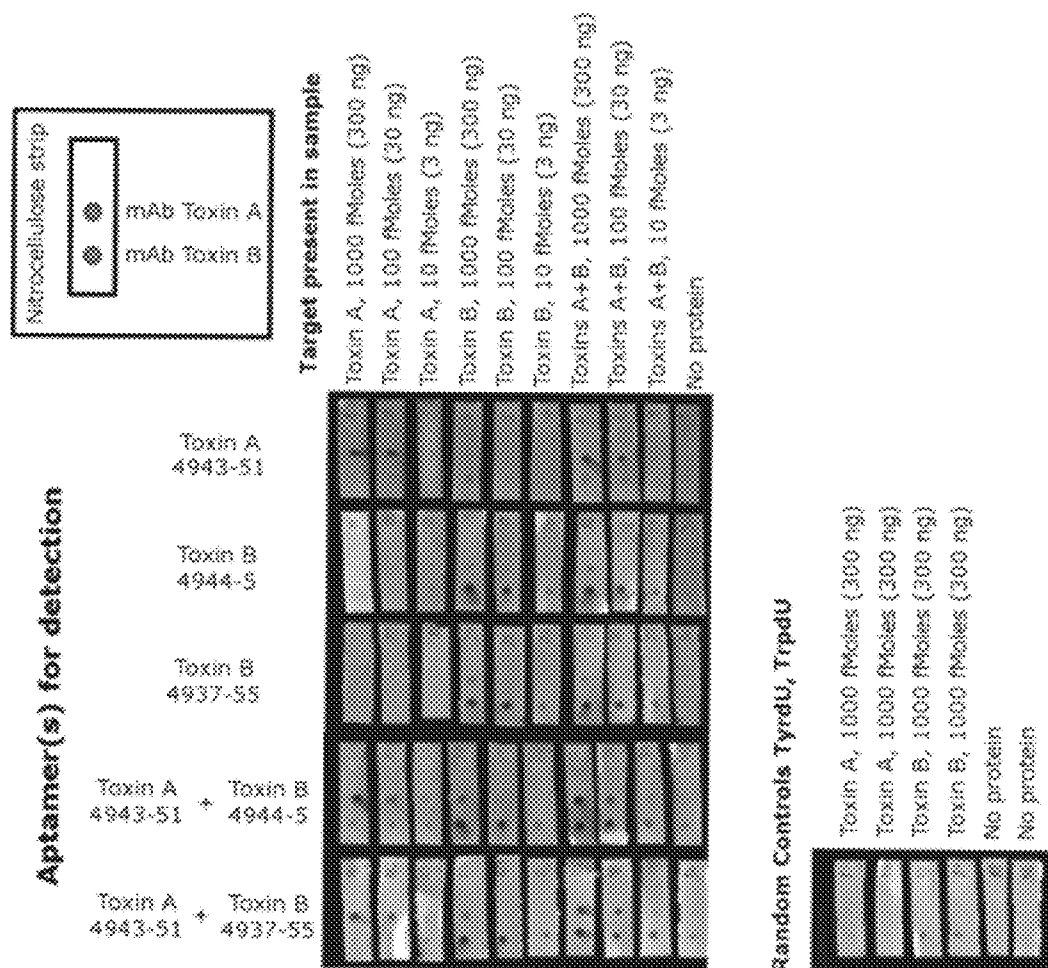 Nitrocellulose strip
mAb Toxin A
mAb Toxin B
Aptamer(s) for detection
Toxin A
4943-51
Toxin B
4944-5
Toxin B
4937-55
Toxin A
4943-51
+
Toxin B
4944-5
Toxin A
4943-51
+
Toxin B
4937-55
Target present in sample
Toxin A, 1000 fMoles (300 ng)
Toxin A, 100 fMoles (30 ng)
Toxin A, 10 fMoles (3 ng)
Toxin B, 1000 fMoles (300 ng)
Toxin B, 100 fMoles (30 ng)
Toxin B, 10 fMoles (3 ng)
Toxins A+B, 1000 fMoles (300 ng)
Toxins A+B, 100 fMoles (30 ng)
Toxins A+B, 10 fMoles (3 ng)
No protein
Random Controls TyrdU, TrpdU
Toxin A, 1000 fMoles (300 ng)
Toxin A, 1000 fMoles (300 ng)
Toxin B, 1000 fMoles (300 ng)
Toxin B, 1000 fMoles (300 ng)
No protein
No protein